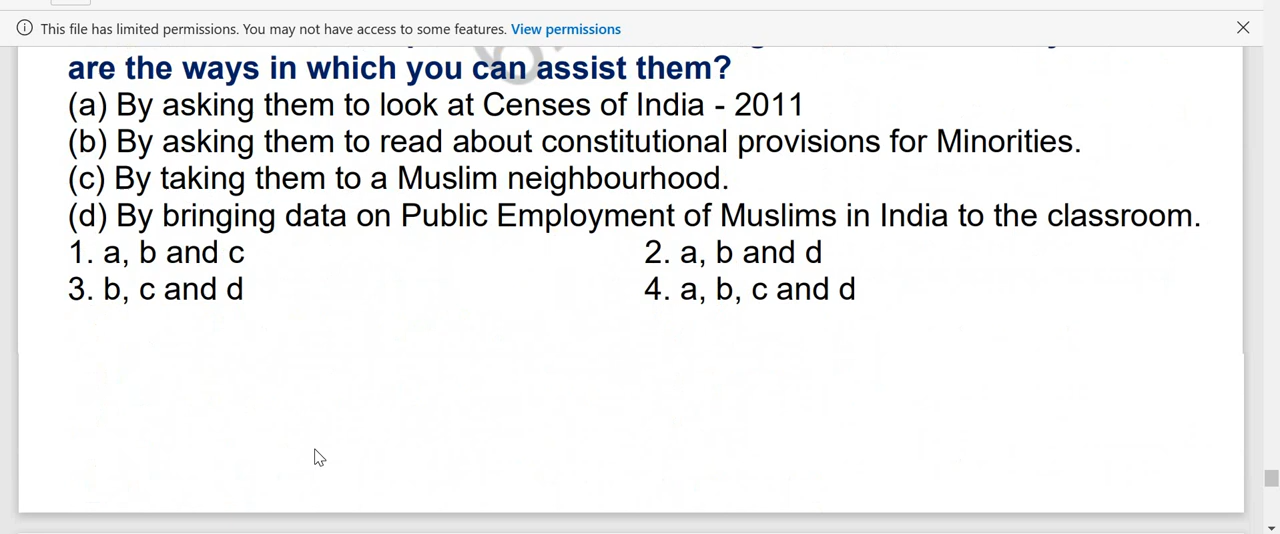 This file has limited permissions. You may not have access to some features. View permissions
are the ways in which you can assist them?
(a) By asking them to look at Censes of India - 2011
(b) By asking them to read about constitutional provisions for Minorities.
(c) By taking them to a Muslim neighbourhood.
(d) By bringing data on Public Employment of Muslims in India to the classroom.
1. a, b and c 2. a, b and d
3. b, c and d 4. a, b, c and d